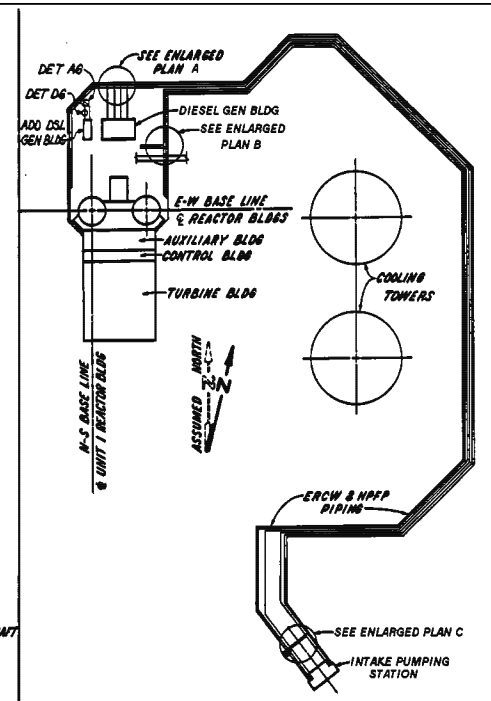 SEE ENLARGED
PLAN A
DET A6
DET D6
ADD DSL
GEN BLDG
DIESEL GEN BLDG
SEE ENLARGED
PLAN B
E-W BASE LINE
℄ REACTOR BLDGS
AUXILIARY BLDG
CONTROL BLDG
TURBINE BLDG
COOLING
TOWERS
N-S BASE LINE
℄ UNIT 1 REACTOR BLDG
ASSUMED NORTH
N
ERCW & HPFP
PIPING
SEE ENLARGED PLAN C
INTAKE PUMPING
STATION